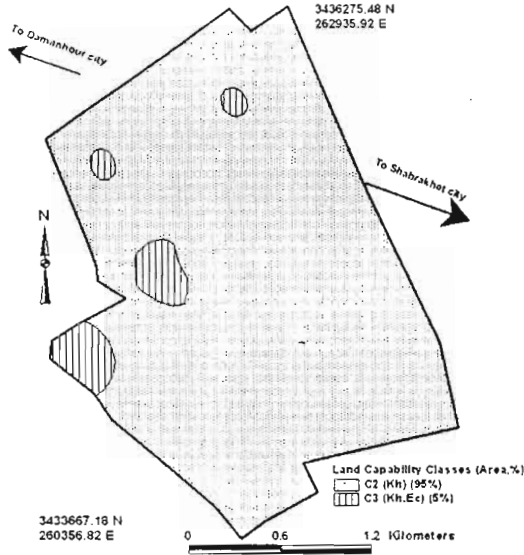 3436275.48 N
262935.92 E
To Damanhour city
To Shabrakhet city
N
Land Capability Classes (Area,%)
C2 (Kh) (95%)
C3 (Kh.Ec) (5%)
3433667.18 N
260356.82 E
0 0.6 1.2 Kilometers